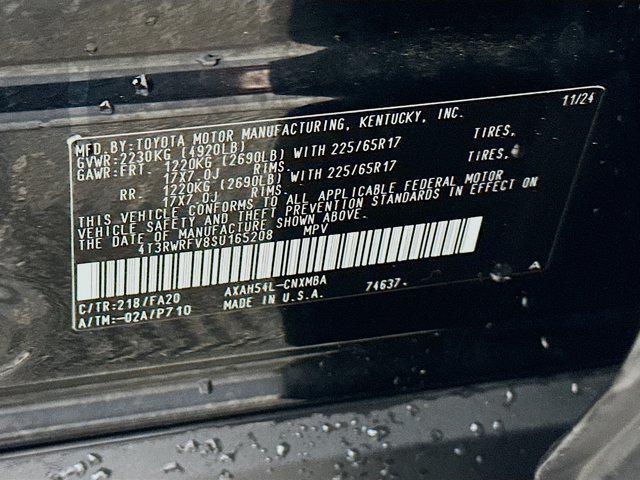 11/24
MFD.BY:TOYOTA MOTOR MANUFACTURING, KENTUCKY, INC.
GVWR:2230KG (4920LB)
GAWR:FRT. 1220KG (2690LB) WITH 225/65R17 TIRES,
17X7.0J RIMS
RR. 1220KG (2690LB) WITH 225/65R17 TIRES,
17X7.0J RIMS
THIS VEHICLE CONFORMS TO ALL APPLICABLE FEDERAL MOTOR
VEHICLE SAFETY AND THEFT PREVENTION STANDARDS IN EFFECT ON
THE DATE OF MANUFACTURE SHOWN ABOVE.
4T3RWRFV8SU165208 MPV
C/TR:218/FA20 AXAH54L-CNXMBA 74637-
A/TM:-02A/P710 MADE IN U.S.A. A